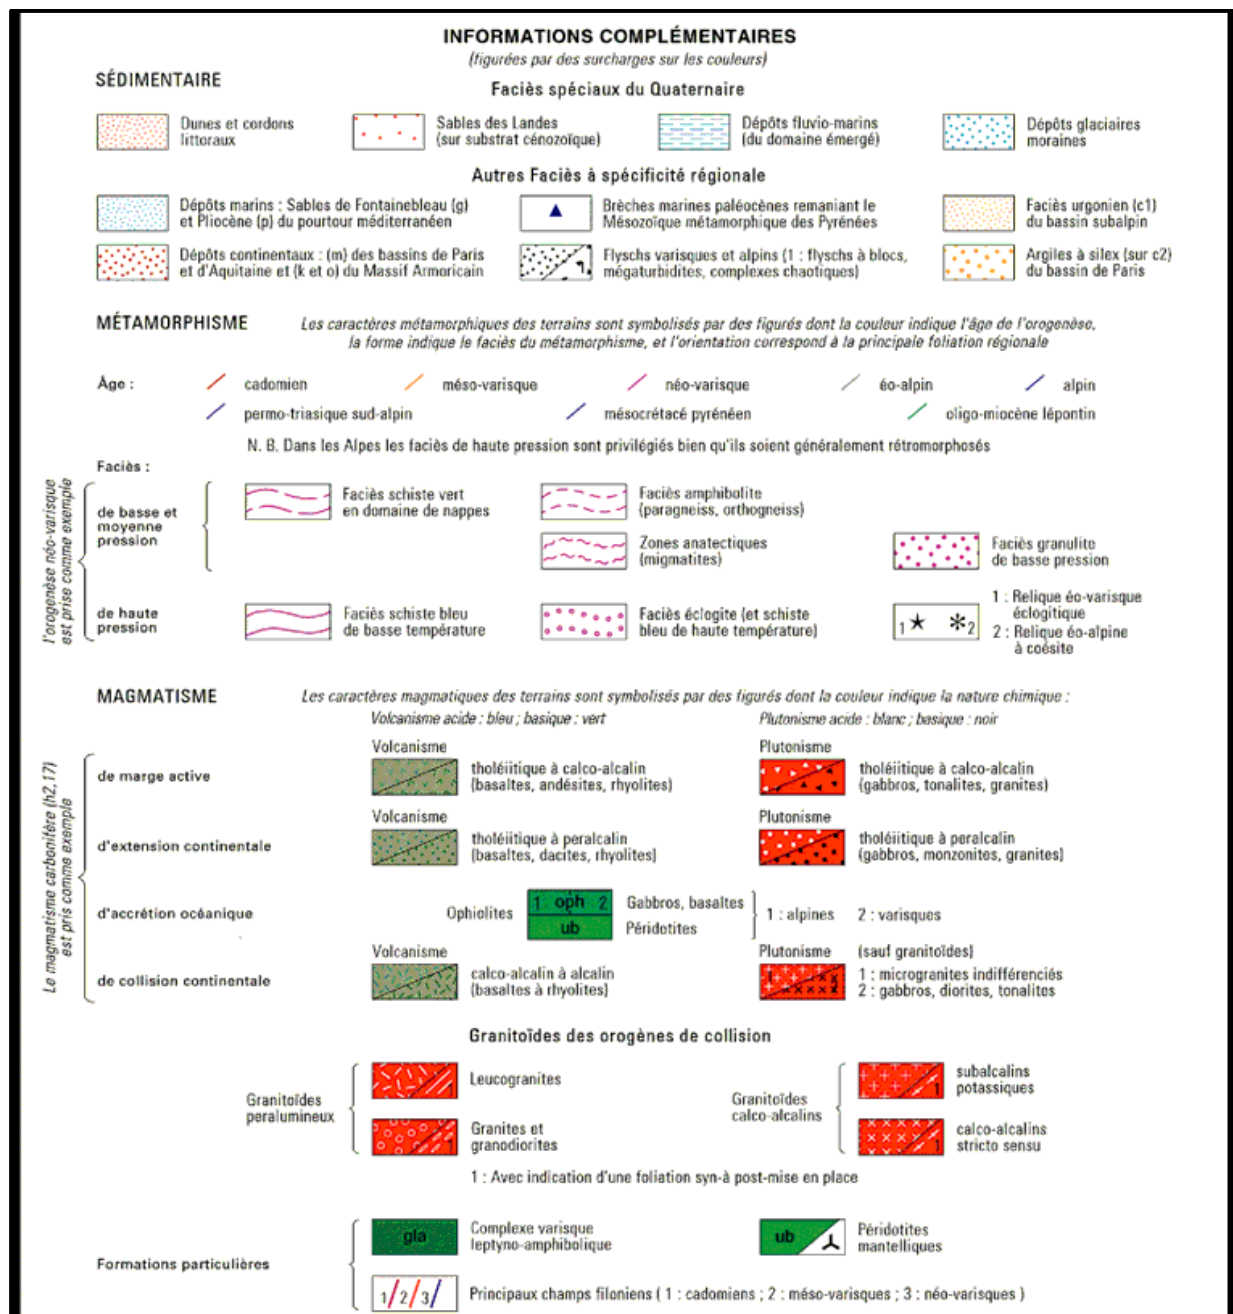 INFORMATIONS COMPLÉMENTAIRES
(figurées par des surcharges sur les couleurs)
SÉDIMENTAIRE
Faciès spéciaux du Quaternaire
Dunes et cordons
littoraux
Sables des Landes
(sur substrat cénozoïque)
Dépôts fluvio-marins
(du domaine émergé)
Dépôts glaciaires
moraines
Autres Faciès à spécificité régionale
Dépôts marins : Sables de Fontainebleau (g)
et Pliocène (p) du pourtour méditerranéen
Brèches marines paléocènes remaniant le
Mésozoïque métamorphique des Pyrénées
Faciès urgonien (c1)
du bassin subalpin
Dépôts continentaux : (m) des bassins de Paris
et d'Aquitaine et (k et o) du Massif Armoricain
1
Flyschs varisques et alpins (1 : flyschs à blocs,
mégaturbidites, complexes chaotiques)
Argiles à silex (sur c2)
du bassin de Paris
MÉTAMORPHISME
Les caractères métamorphiques des terrains sont symbolisés par des figurés dont la couleur indique l'âge de l'orogenèse,
la forme indique le faciès du métamorphisme, et l'orientation correspond à la principale foliation régionale
Âge :
cadomien
méso-varisque
néo-varisque
éo-alpin
alpin
permo-triasique sud-alpin
mésocrétacé pyrénéen
oligo-miocène lépontin
N. B. Dans les Alpes les faciès de haute pression sont privilégiés bien qu'ils soient généralement rétromorphosés
Faciès :
l'orogenèse néo-varisque
est prise comme exemple
de basse et
moyenne
pression
Faciès schiste vert
en domaine de nappes
Faciès amphibolite
(paragneiss, orthogneiss)
Zones anatectiques
(migmatites)
Faciès granulite
de basse pression
de haute
pression
Faciès schiste bleu
de basse température
Faciès éclogite (et schiste
bleu de haute température)
1 2
1 : Relique éo-varisque
éclogitique
2 : Relique éo-alpine
à coésite
MAGMATISME
Les caractères magmatiques des terrains sont symbolisés par des figurés dont la couleur indique la nature chimique :
Volcanisme acide : bleu ; basique : vert
Plutonisme acide : blanc ; basique : noir
Le magmatisme carbonifère (h2,17)
est pris comme exemple
de marge active
Volcanisme
tholéiitique à calco-alcalin
(basaltes, andésites, rhyolites)
Plutonisme
tholéiitique à calco-alcalin
(gabbros, tonalites, granites)
d'extension continentale
Volcanisme
tholéiitique à peralcalin
(basaltes, dacites, rhyolites)
Plutonisme
tholéiitique à peralcalin
(gabbros, monzonites, granites)
d'accrétion océanique
Ophiolites
1 oph 2
ub
Gabbros, basaltes
Péridotites
1 : alpines 2 : varisques
de collision continentale
Volcanisme
calco-alcalin à alcalin
(basaltes à rhyolites)
Plutonisme (sauf granitoïdes)
1 : microgranites indifférenciés
2 : gabbros, diorites, tonalites
Granitoïdes des orogènes de collision
Granitoïdes
peralumineux
1
Leucogranites
1
Granites et
granodiorites
Granitoïdes
calco-alcalins
1
subalcalins
potassiques
1
calco-alcalins
stricto sensu
1 : Avec indication d'une foliation syn-à post-mise en place
Formations particulières
gla
Complexe varisque
leptyno-amphibolique
ub
Péridotites
mantelliques
1/2/3/
Principaux champs filoniens ( 1 : cadomiens ; 2 : méso-varisques ; 3 : néo-varisques )